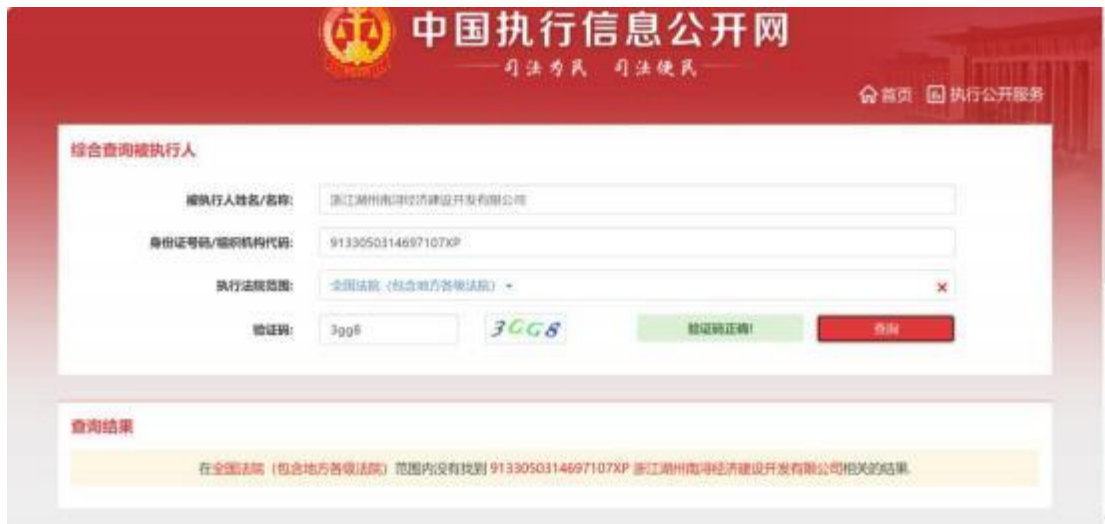 中国执行信息公开网
司法为民 司法便民
首页 执行公开服务
综合查询被执行人
被执行人姓名/名称: 浙江湖州南浔经济建设开发有限公司
身份证号码/组织机构代码: 9133050314697107XP
执行法院范围: 全国法院（包含地方各级法院）
验证码: 3gg8 3GG8 验证码正确! 查询
查询结果
在全国法院（包含地方各级法院）范围内没有找到 9133050314697107XP 浙江湖州南浔经济建设开发有限公司相关的结果.